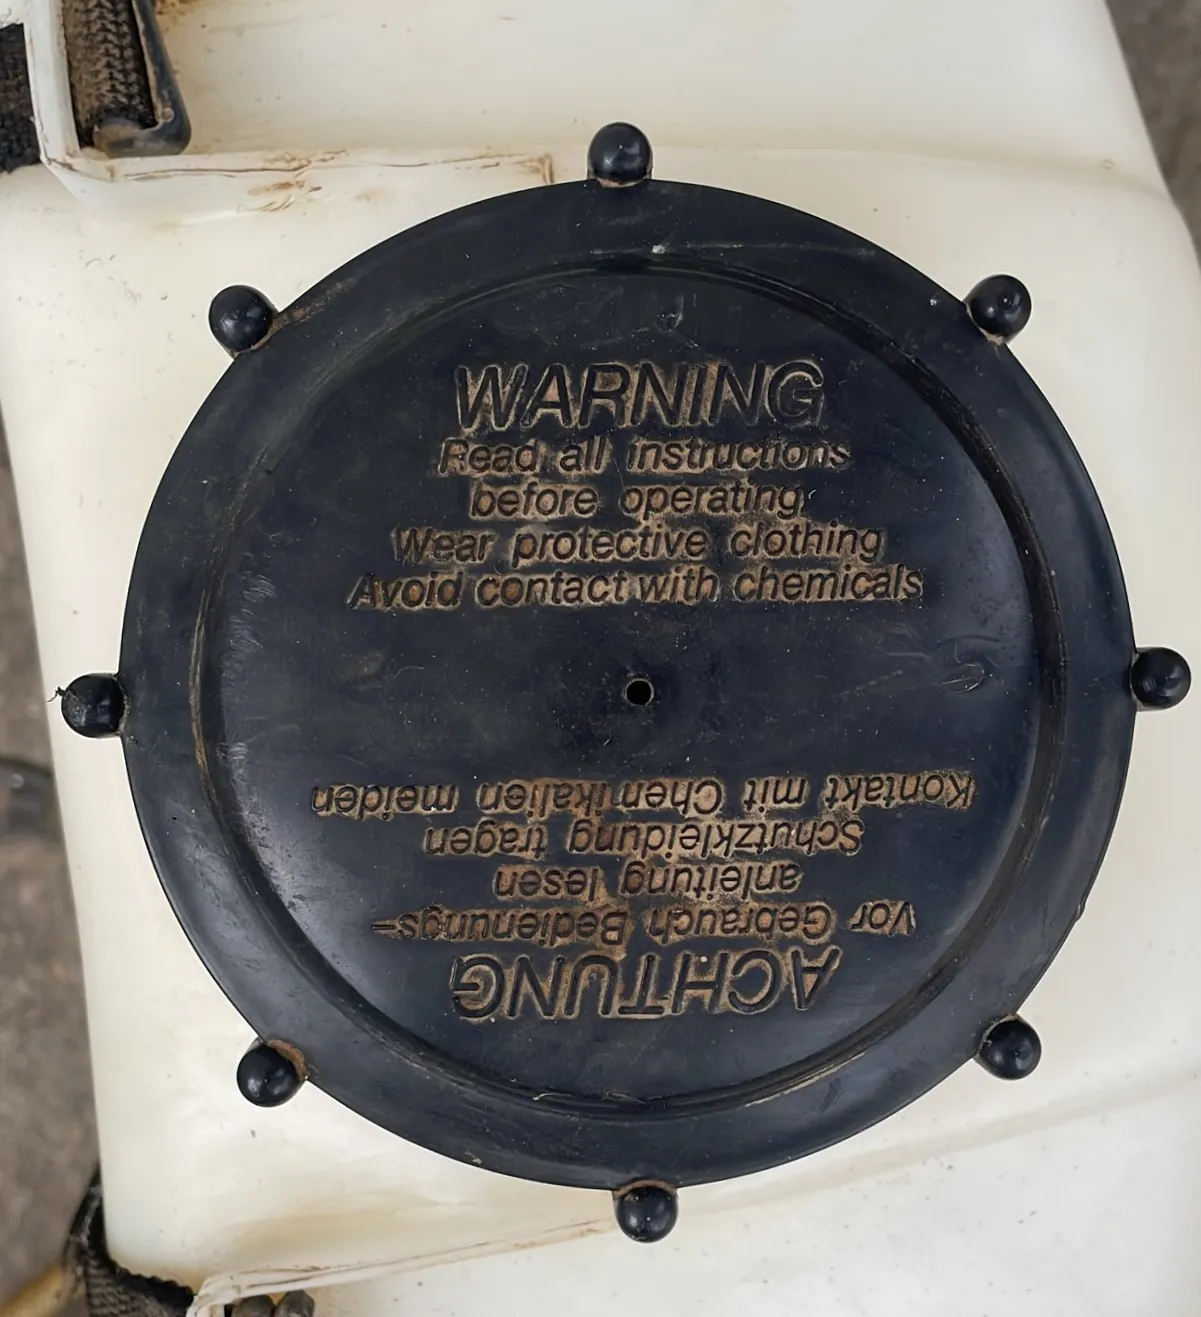 WARNING
Read all instructions
before operating
Wear protective clothing
Avoid contact with chemicals
ACHTUNG
Vor Gebrauch Bedienungs-
anleitung lesen
Schutzkleidung tragen
Kontakt mit Chemikalien meiden